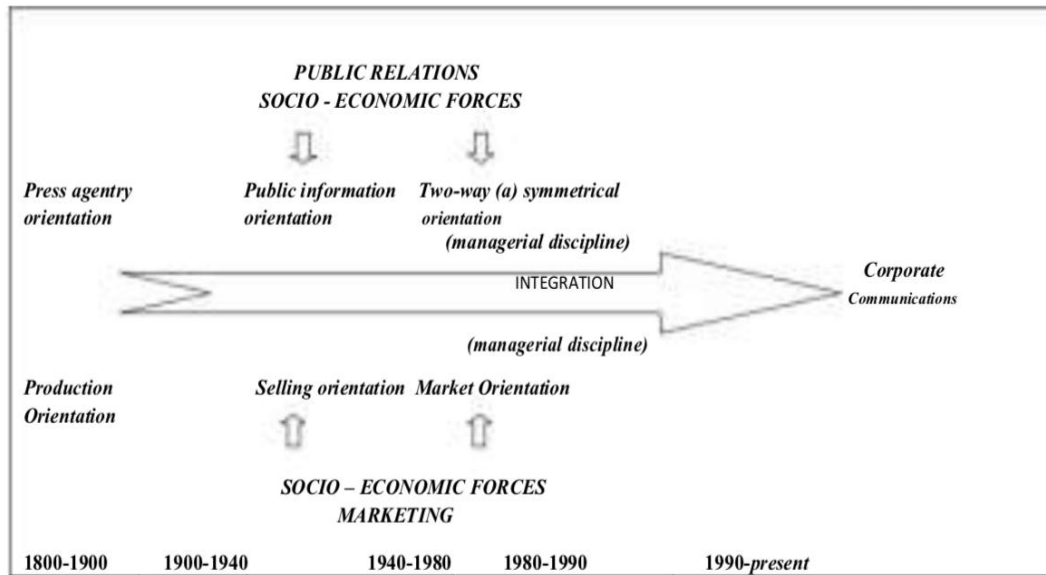 PUBLIC RELATIONS
SOCIO - ECONOMIC FORCES
Press agentry
orientation
Public information
orientation
Two-way (a) symmetrical
orientation
(managerial discipline)
INTEGRATION
Corporate
Communications
(managerial discipline)
Production
Orientation
Selling orientation Market Orientation
SOCIO – ECONOMIC FORCES
MARKETING
1800-1900 1900-1940 1940-1980 1980-1990 1990-present